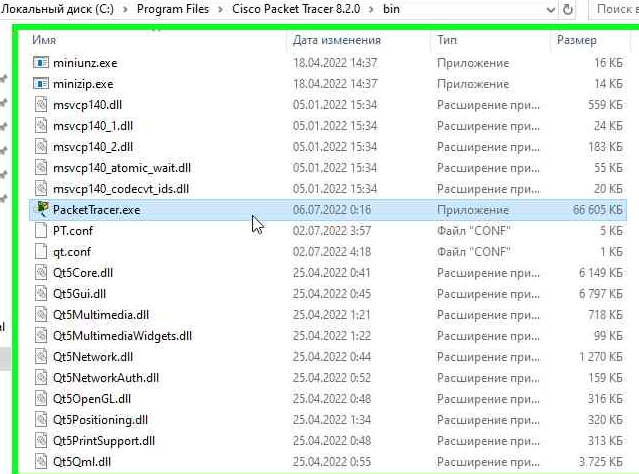 Локальный диск (C:) > Program Files > Cisco Packet Tracer 8.2.0 > bin Поиск в
Имя Дата изменения Тип Размер
miniunz.exe 18.04.2022 14:37 Приложение 16 КБ
minizip.exe 18.04.2022 14:37 Приложение 14 КБ
msvcp140.dll 05.01.2022 15:34 Расширение при... 559 КБ
msvcp140_1.dll 05.01.2022 15:34 Расширение при... 24 КБ
msvcp140_2.dll 05.01.2022 15:34 Расширение при... 183 КБ
msvcp140_atomic_wait.dll 05.01.2022 15:34 Расширение при... 55 КБ
msvcp140_codecvt_ids.dll 05.01.2022 15:34 Расширение при... 20 КБ
PacketTracer.exe 06.07.2022 0:16 Приложение 66 605 КБ
PT.conf 02.07.2022 3:57 Файл "CONF" 5 КБ
qt.conf 02.07.2022 4:18 Файл "CONF" 1 КБ
Qt5Core.dll 25.04.2022 0:41 Расширение при... 6 149 КБ
Qt5Gui.dll 25.04.2022 0:45 Расширение при... 6 797 КБ
Qt5Multimedia.dll 25.04.2022 1:21 Расширение при... 718 КБ
Qt5MultimediaWidgets.dll 25.04.2022 1:22 Расширение при... 99 КБ
Qt5Network.dll 25.04.2022 0:44 Расширение при... 1 270 КБ
Qt5NetworkAuth.dll 25.04.2022 0:52 Расширение при... 159 КБ
Qt5OpenGL.dll 25.04.2022 0:48 Расширение при... 316 КБ
Qt5Positioning.dll 25.04.2022 1:34 Расширение при... 320 КБ
Qt5PrintSupport.dll 25.04.2022 0:48 Расширение при... 313 КБ
Qt5Qml.dll 25.04.2022 0:51 Расширение при... 3 725 КБ